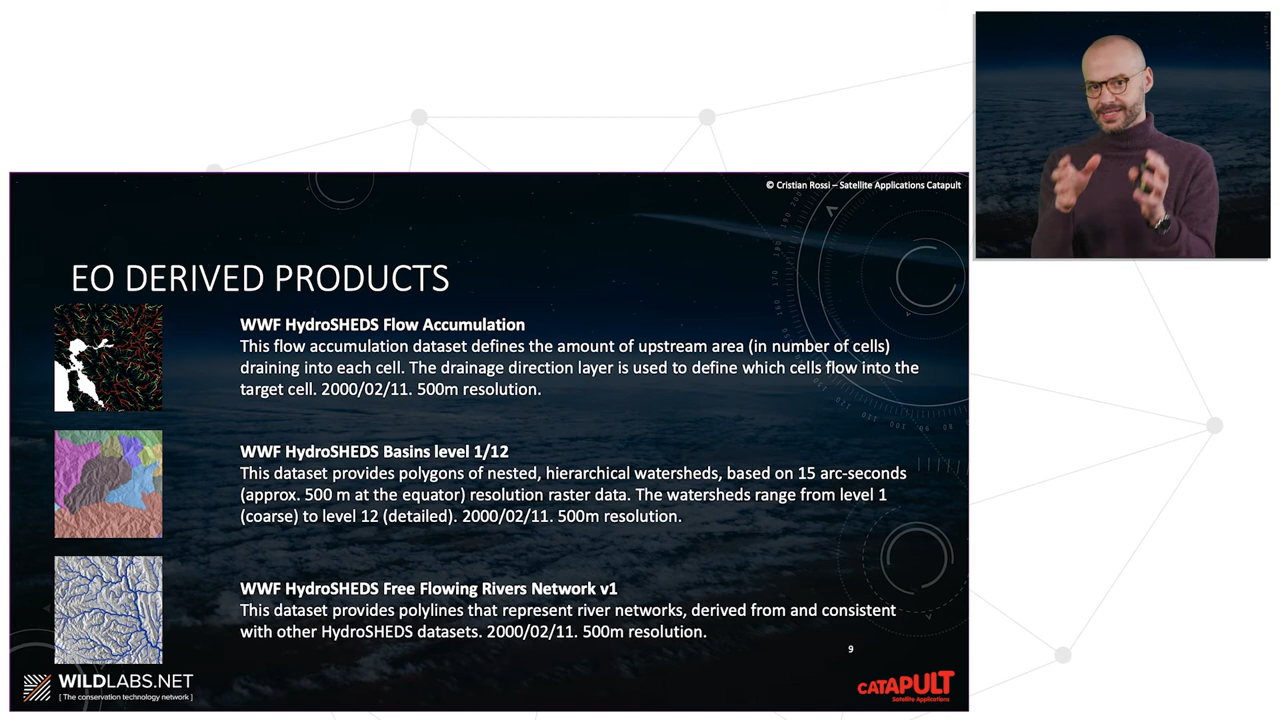 © Cristian Rossi – Satellite Applications Catapult
EO DERIVED PRODUCTS
WWF HydroSHEDS Flow Accumulation
This flow accumulation dataset defines the amount of upstream area (in number of cells)
draining into each cell. The drainage direction layer is used to define which cells flow into the
target cell. 2000/02/11. 500m resolution.
WWF HydroSHEDS Basins level 1/12
This dataset provides polygons of nested, hierarchical watersheds, based on 15 arc-seconds
(approx. 500 m at the equator) resolution raster data. The watersheds range from level 1
(coarse) to level 12 (detailed). 2000/02/11. 500m resolution.
WWF HydroSHEDS Free Flowing Rivers Network v1
This dataset provides polylines that represent river networks, derived from and consistent
with other HydroSHEDS datasets. 2000/02/11. 500m resolution.
9
WILDLABS.NET
[ The conservation technology network ]
CATAPULT
Satellite Applications